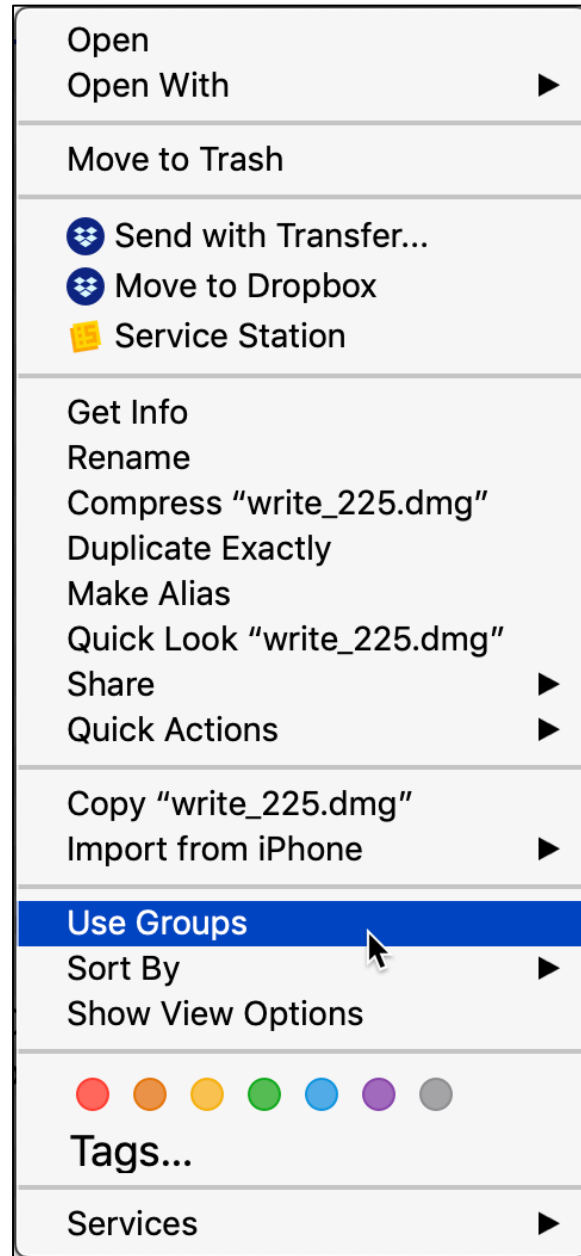 Open
Open With
Move to Trash
Send with Transfer...
Move to Dropbox
Service Station
Get Info
Rename
Compress “write_225.dmg”
Duplicate Exactly
Make Alias
Quick Look “write_225.dmg”
Share
Quick Actions
Copy “write_225.dmg”
Import from iPhone
Use Groups
Sort By
Show View Options
Tags...
Services